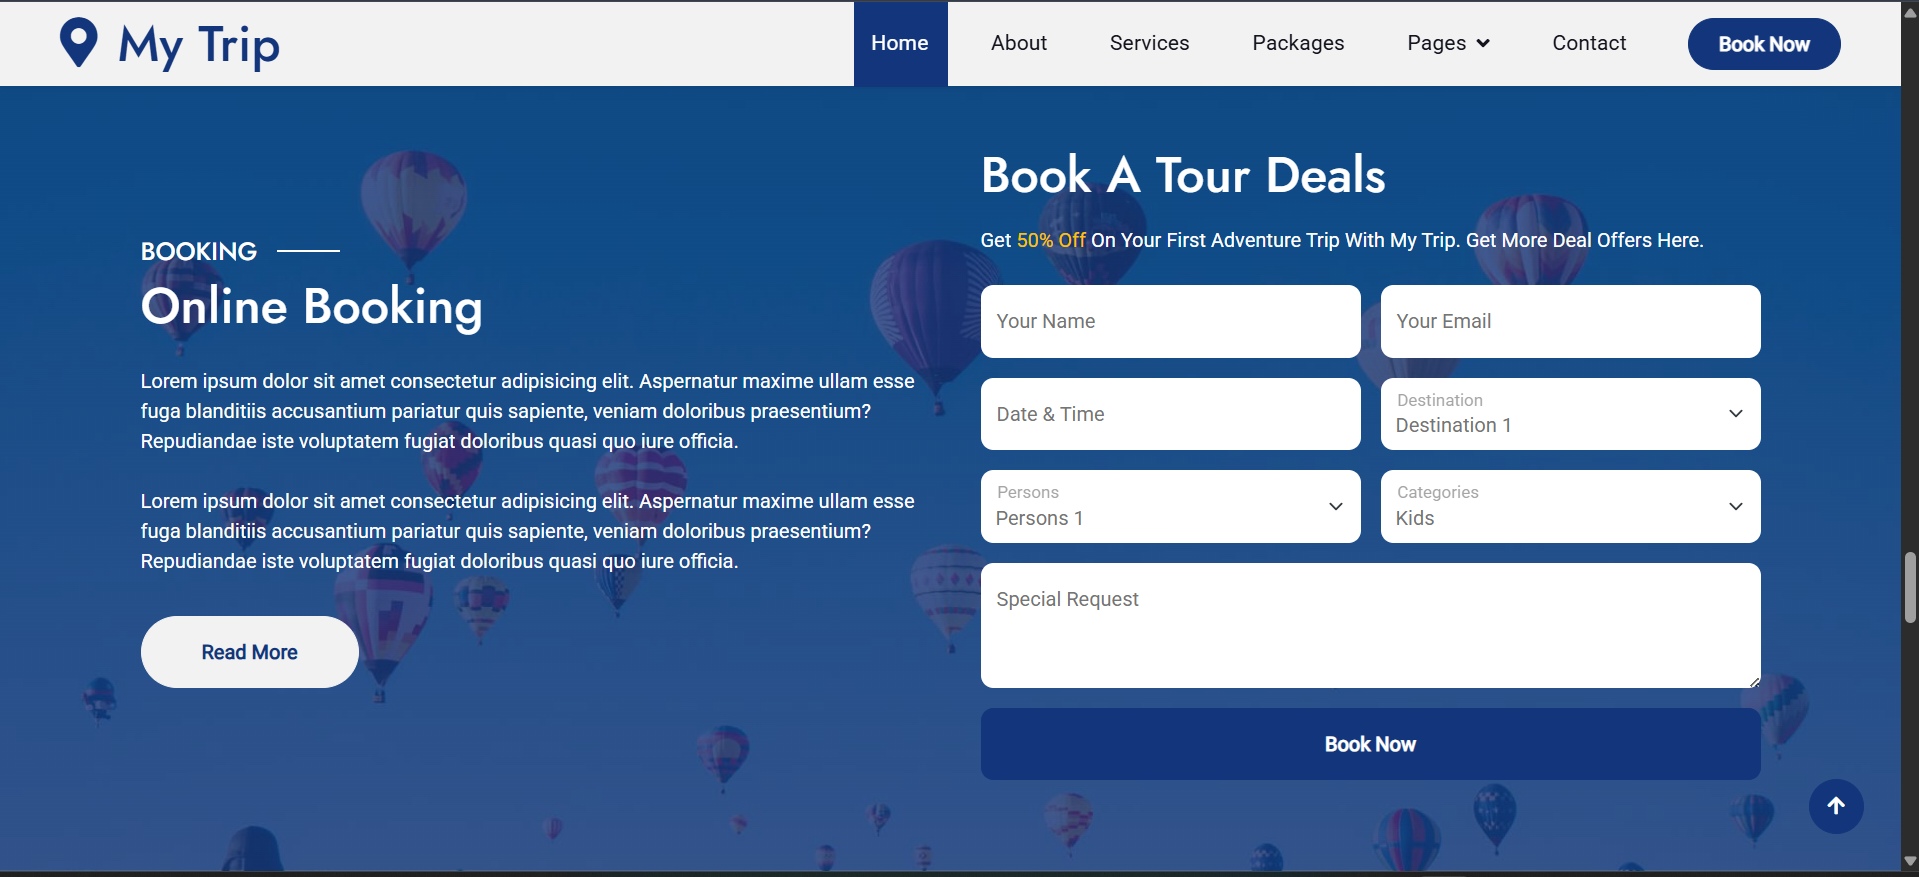 My Trip
Home
About
Services
Packages
Pages
Contact
Book Now
BOOKING
Online Booking
Lorem ipsum dolor sit amet consectetur adipisicing elit. Aspernatur maxime ullam esse
fuga blanditiis accusantium pariatur quis sapiente, veniam doloribus praesentium?
Repudiandae iste voluptatem fugiat doloribus quasi quo iure officia.
Lorem ipsum dolor sit amet consectetur adipisicing elit. Aspernatur maxime ullam esse
fuga blanditiis accusantium pariatur quis sapiente, veniam doloribus praesentium?
Repudiandae iste voluptatem fugiat doloribus quasi quo iure officia.
Read More
Book A Tour Deals
Get 50% Off On Your First Adventure Trip With My Trip. Get More Deal Offers Here.
Your Name
Your Email
Date & Time
Destination
Destination 1
Persons
Persons 1
Categories
Kids
Special Request
Book Now